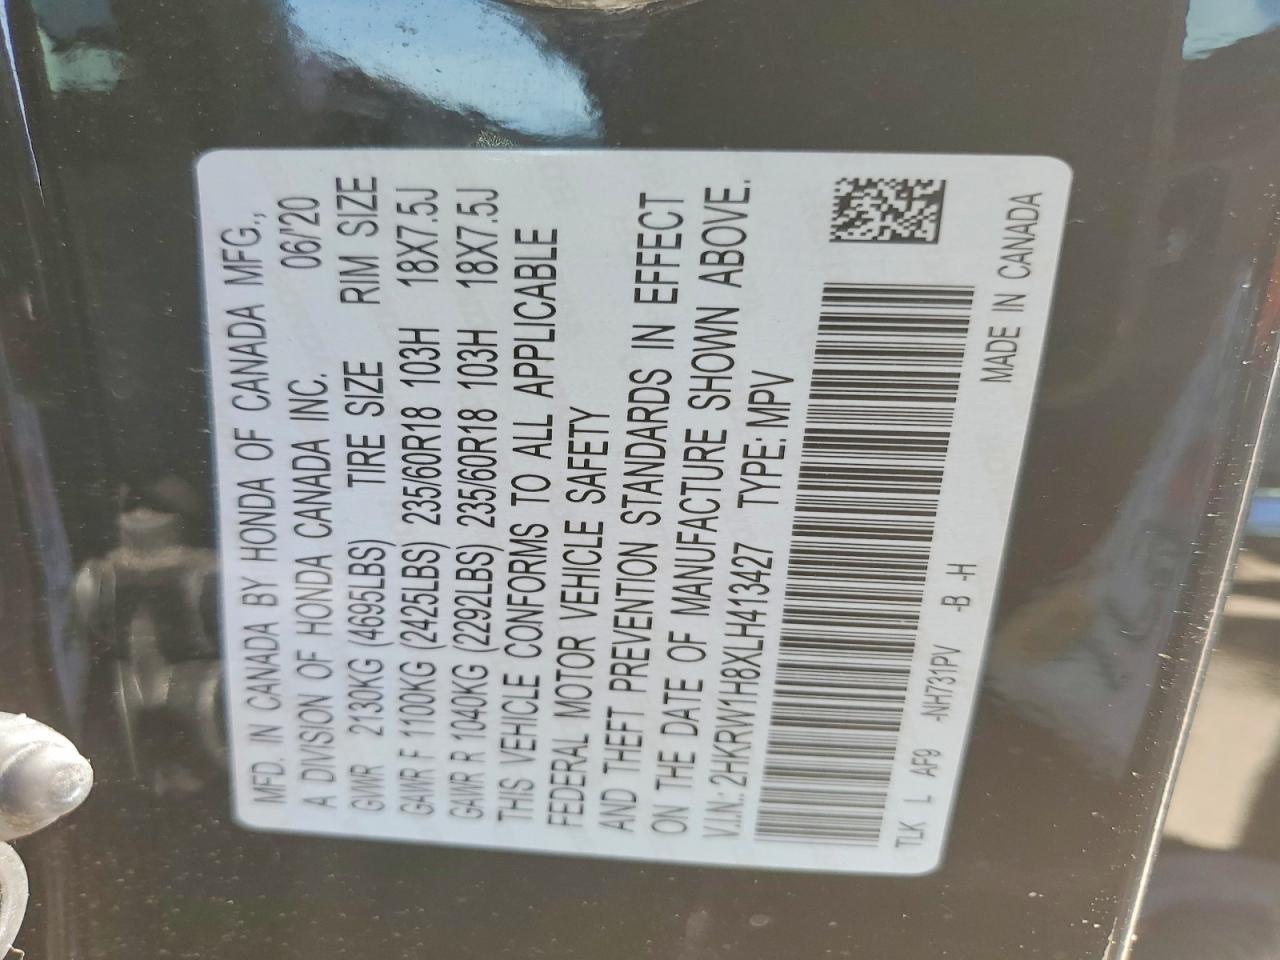 MFD. IN CANADA BY HONDA OF CANADA MFG.,
A DIVISION OF HONDA CANADA INC. 06/'20
GVWR 2130KG (4695LBS) TIRE SIZE RIM SIZE
GAWR F 1100KG (2425LBS) 235/60R18 103H 18X7.5J
GAWR R 1040KG (2292LBS) 235/60R18 103H 18X7.5J
THIS VEHICLE CONFORMS TO ALL APPLICABLE
FEDERAL MOTOR VEHICLE SAFETY
AND THEFT PREVENTION STANDARDS IN EFFECT
ON THE DATE OF MANUFACTURE SHOWN ABOVE.
V.I.N.: 2HKRW1H8XLH413427 TYPE: MPV
TLK L AF9 -NH731PV -B -H MADE IN CANADA